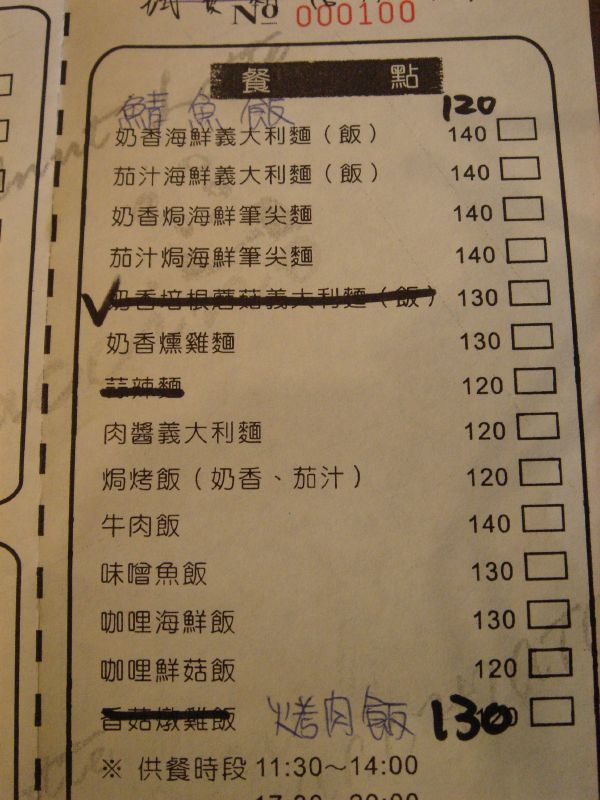 No 000100
餐 點
鯖魚飯 120
奶香海鮮義大利麵（飯） 140
茄汁海鮮義大利麵（飯） 140
奶香焗海鮮筆尖麵 140
茄汁焗海鮮筆尖麵 140
奶香培根蘑菇義大利麵（飯） 130
奶香燻雞麵 130
蒜辣麵 120
肉醬義大利麵 120
焗烤飯（奶香、茄汁） 120
牛肉飯 140
味噌魚飯 130
咖哩海鮮飯 130
咖哩鮮菇飯 120
香菇燉雞飯 烤肉飯 130
※ 供餐時段 11:30～14:00